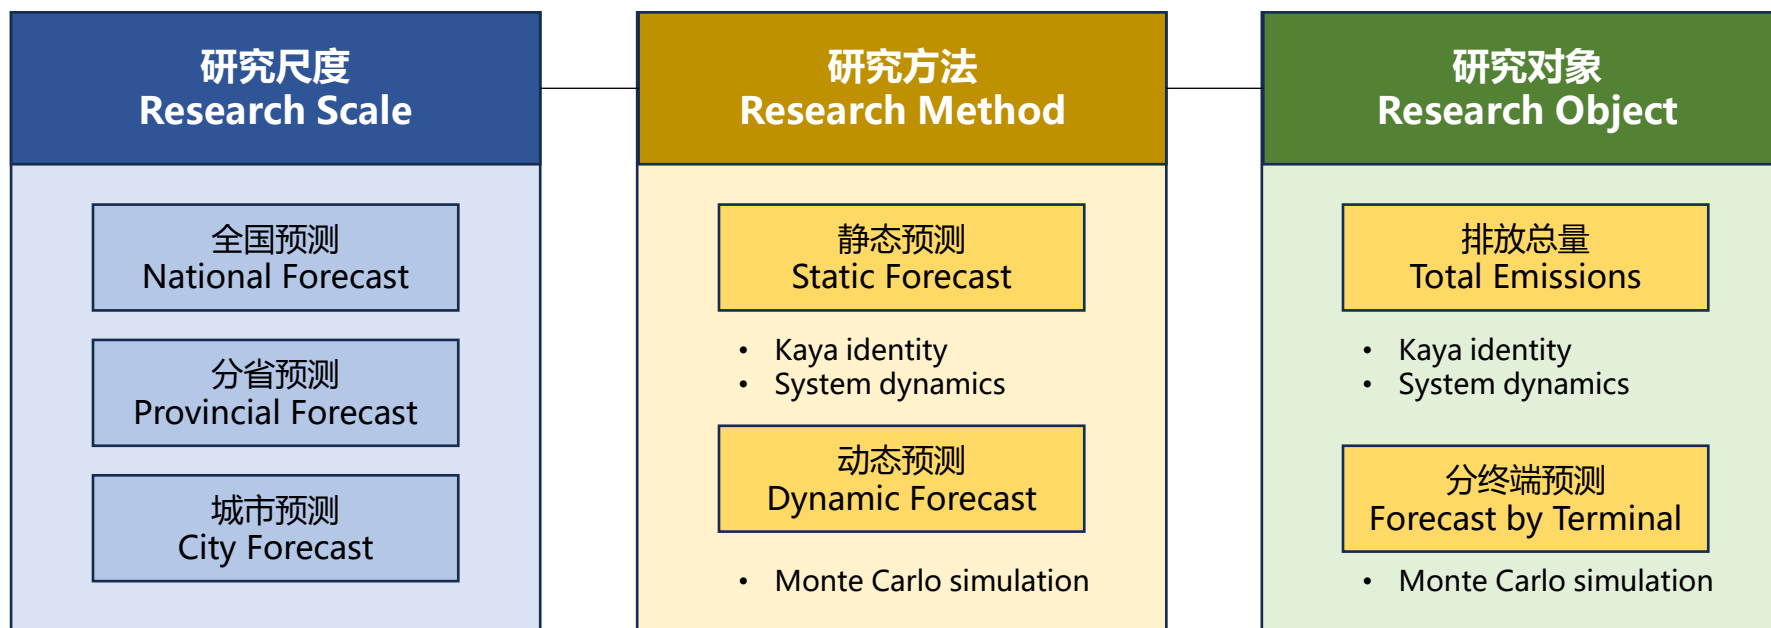 研究尺度
Research Scale
全国预测
National Forecast
分省预测
Provincial Forecast
城市预测
City Forecast
研究方法
Research Method
静态预测
Static Forecast
• Kaya identity
• System dynamics
动态预测
Dynamic Forecast
• Monte Carlo simulation
研究对象
Research Object
排放总量
Total Emissions
• Kaya identity
• System dynamics
分终端预测
Forecast by Terminal
• Monte Carlo simulation